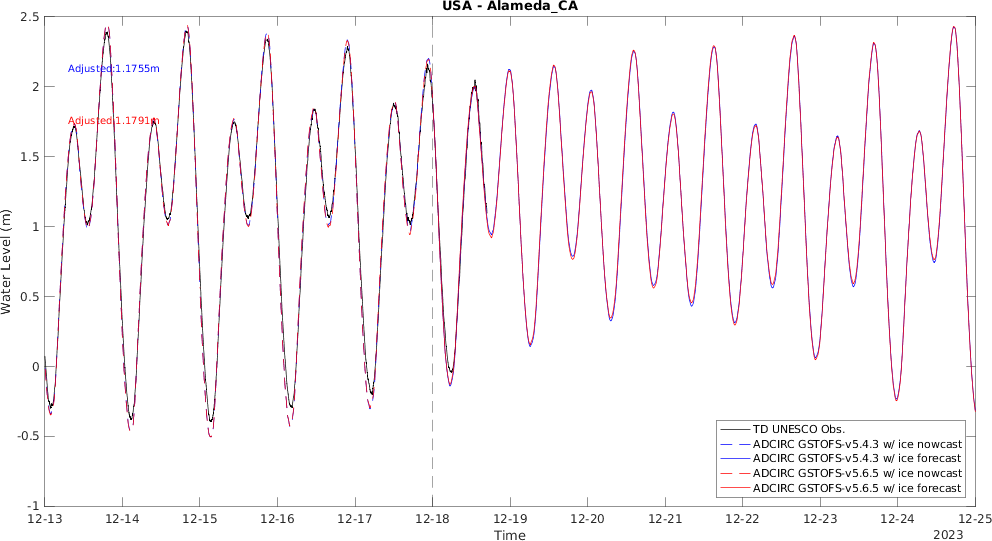 USA - Alameda_CA
2.5
2
1.5
1
0.5
0
-0.5
-1
Water Level (m)
Adjusted:1.1755m
Adjusted:1.1791m
TD UNESCO Obs.
ADCIRC GSTOFS-v5.4.3 w/ ice nowcast
ADCIRC GSTOFS-v5.4.3 w/ ice forecast
ADCIRC GSTOFS-v5.6.5 w/ ice nowcast
ADCIRC GSTOFS-v5.6.5 w/ ice forecast
12-13 12-14 12-15 12-16 12-17 12-18 12-19 12-20 12-21 12-22 12-23 12-24 12-25
Time
2023